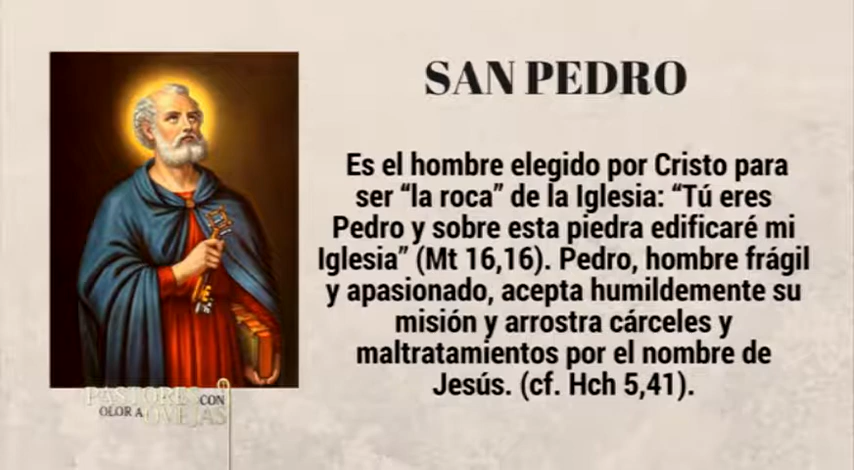 SAN PEDRO
Es el hombre elegido por Cristo para
ser “la roca” de la Iglesia: “Tú eres
Pedro y sobre esta piedra edificaré mi
Iglesia” (Mt 16,16). Pedro, hombre frágil
y apasionado, acepta humildemente su
misión y arrostra cárceles y
maltratamientos por el nombre de
Jesús. (cf. Hch 5,41).
PASTORES CON
OLOR A OVEJAS